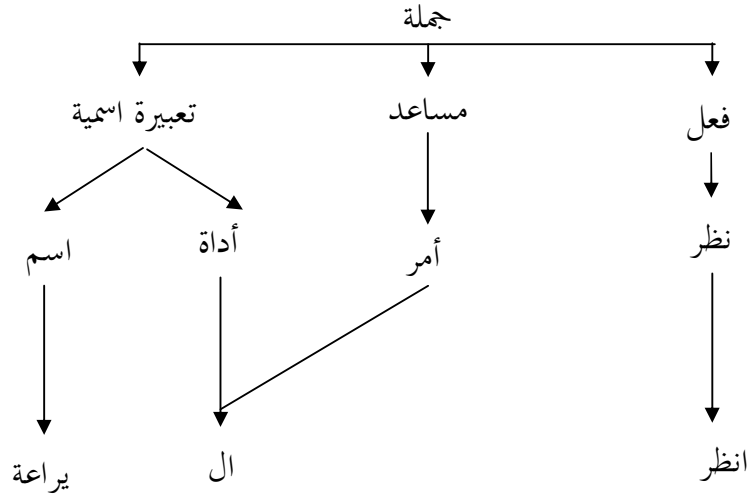 جملة
فعل مساعد تعبيرة اسمية
نظر أمر أداة اسم
انظر ال يراعة